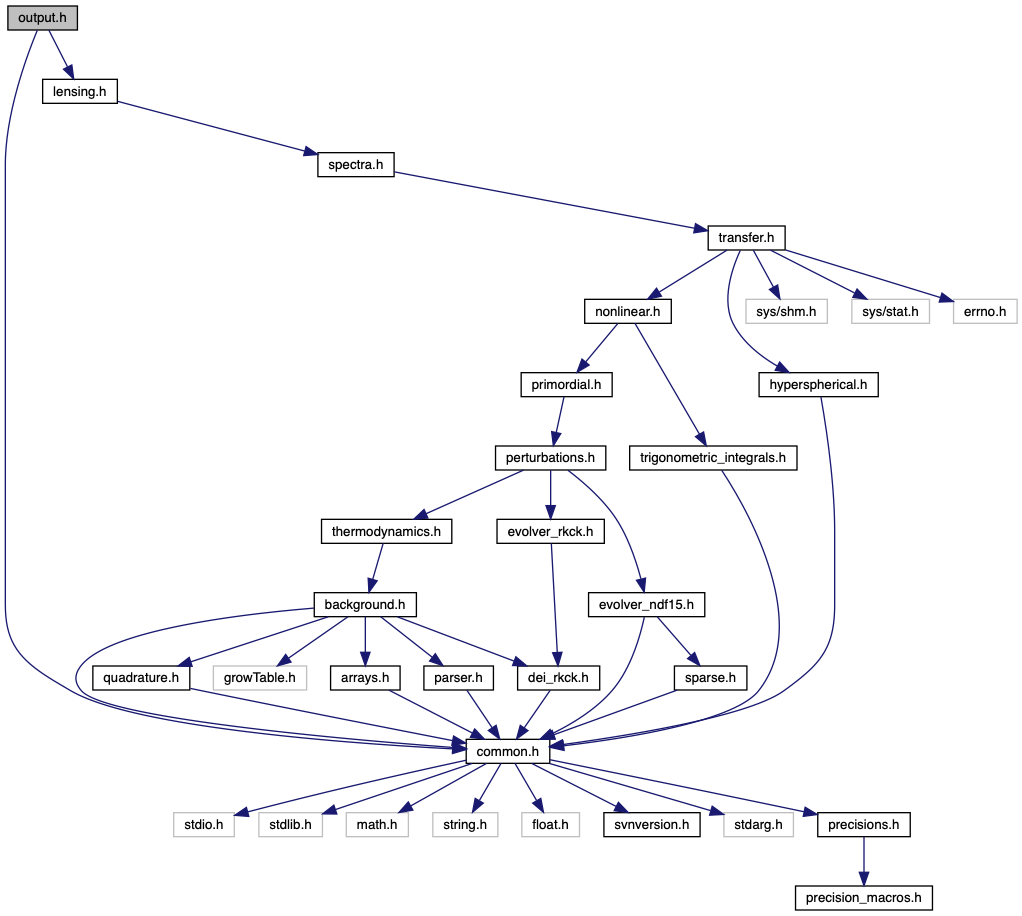 output.h
lensing.h
spectra.h
transfer.h
nonlinear.h
sys/shm.h
sys/stat.h
errno.h
primordial.h
hyperspherical.h
perturbations.h
trigonometric_integrals.h
thermodynamics.h
evolver_rkck.h
background.h
evolver_ndf15.h
quadrature.h
growTable.h
arrays.h
parser.h
dei_rkck.h
sparse.h
common.h
stdio.h
stdlib.h
math.h
string.h
float.h
svnversion.h
stdarg.h
precisions.h
precision_macros.h